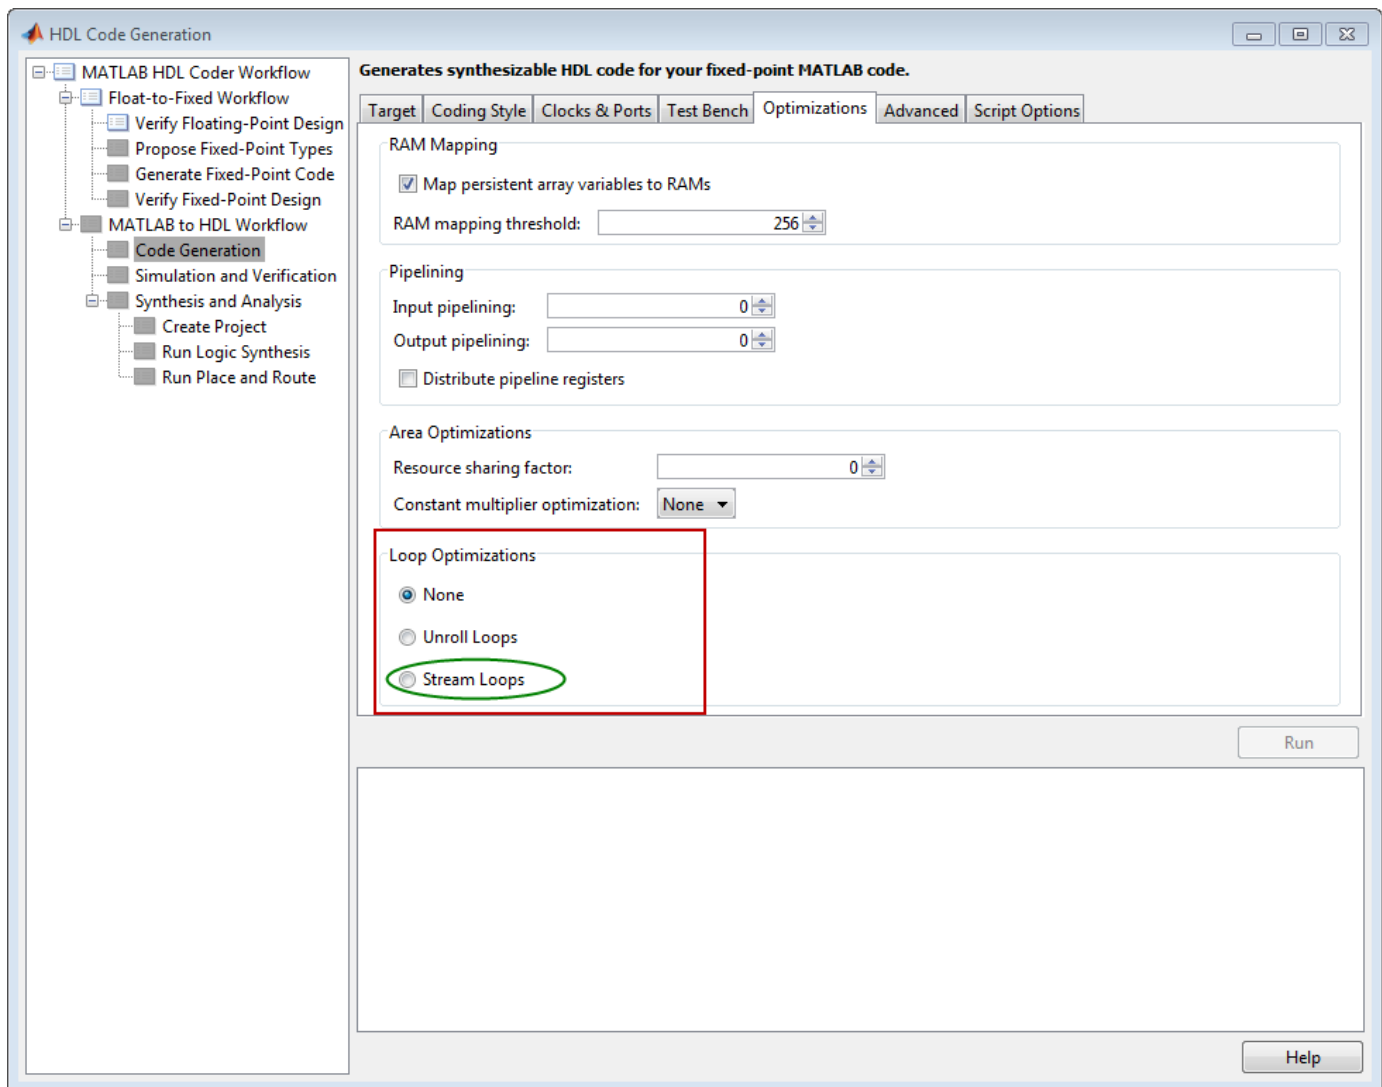 HDL Code Generation
MATLAB HDL Coder Workflow
Float-to-Fixed Workflow
Verify Floating-Point Design
Propose Fixed-Point Types
Generate Fixed-Point Code
Verify Fixed-Point Design
MATLAB to HDL Workflow
Code Generation
Simulation and Verification
Synthesis and Analysis
Create Project
Run Logic Synthesis
Run Place and Route
Generates synthesizable HDL code for your fixed-point MATLAB code.
Target Coding Style Clocks & Ports Test Bench Optimizations Advanced Script Options
RAM Mapping
Map persistent array variables to RAMs
RAM mapping threshold: 256
Pipelining
Input pipelining: 0
Output pipelining: 0
Distribute pipeline registers
Area Optimizations
Resource sharing factor: 0
Constant multiplier optimization: None
Loop Optimizations
None
Unroll Loops
Stream Loops
Run
Help